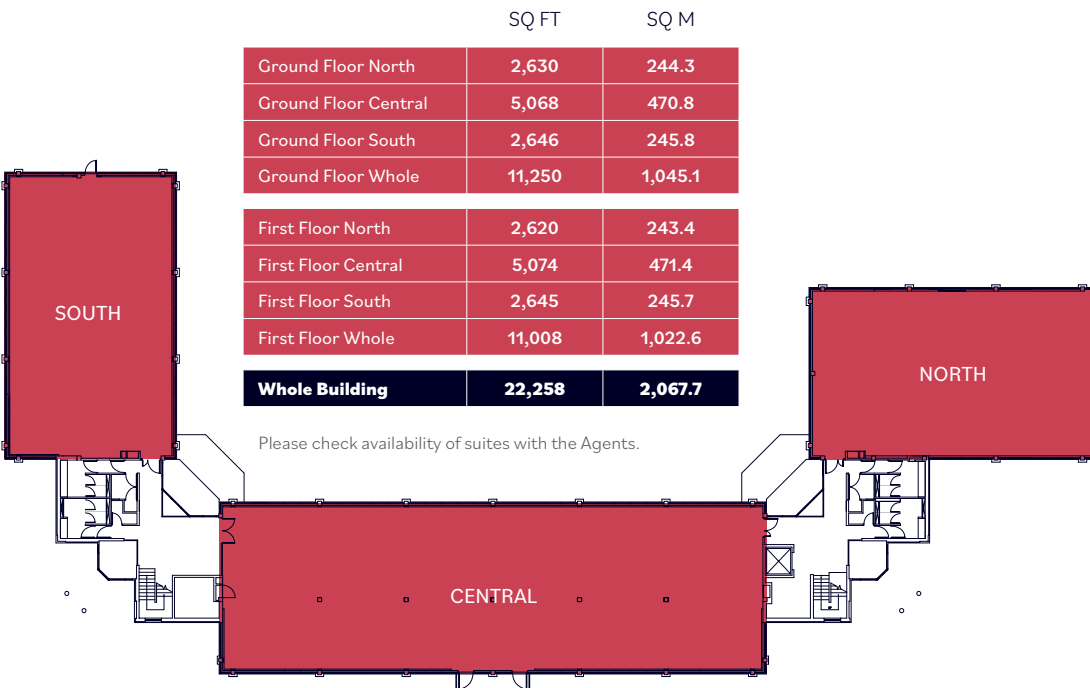 SQ FT SQ M
Ground Floor North 2,630 244.3
Ground Floor Central 5,068 470.8
Ground Floor South 2,646 245.8
Ground Floor Whole 11,250 1,045.1
First Floor North 2,620 243.4
First Floor Central 5,074 471.4
First Floor South 2,645 245.7
First Floor Whole 11,008 1,022.6
Whole Building 22,258 2,067.7
Please check availability of suites with the Agents.
SOUTH
NORTH
CENTRAL